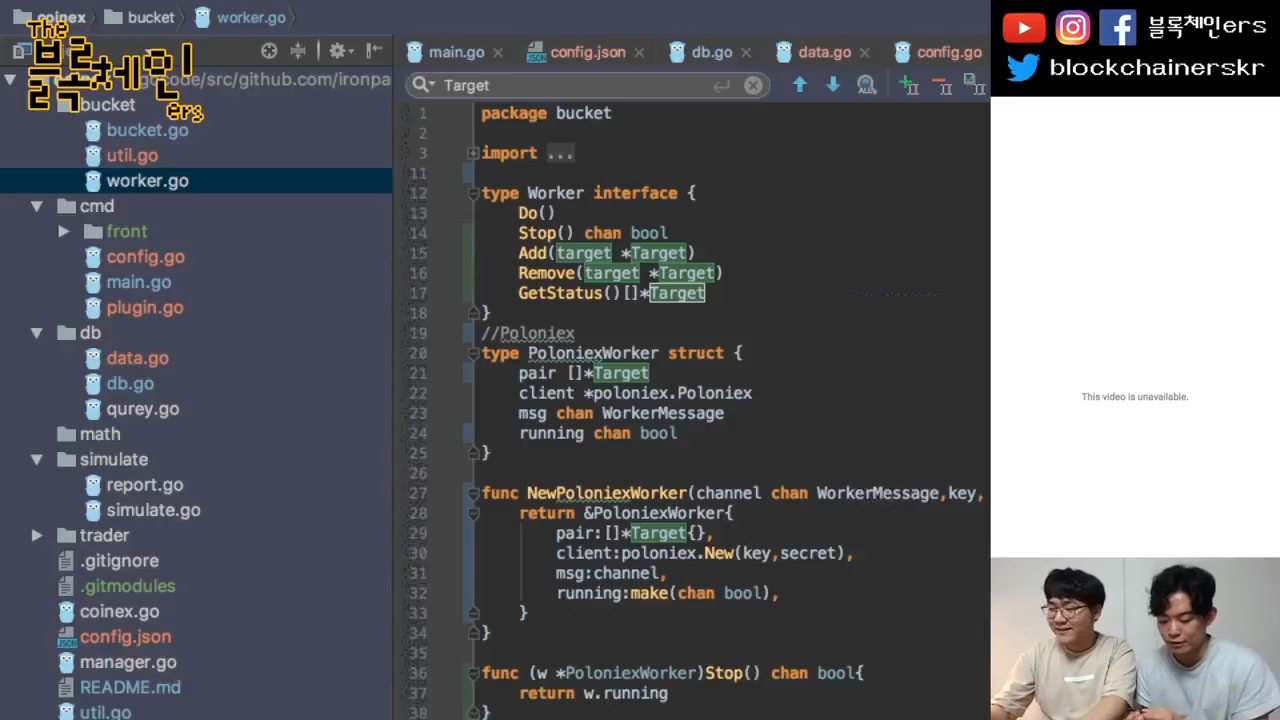 coinex bucket worker.go
The
블록체인
ers
code/src/github.com/ironpa
bucket
bucket.go
util.go
worker.go
cmd
front
config.go
main.go
plugin.go
db
data.go
db.go
qurey.go
math
simulate
report.go
simulate.go
trader
.gitignore
.gitmodules
coinex.go
config.json
manager.go
README.md
util.go
main.go config.json db.go data.go config.go
Target
1 package bucket
2
3 import ...
11
12 type Worker interface {
13 Do()
14 Stop() chan bool
15 Add(target *Target)
16 Remove(target *Target)
17 GetStatus()[]*Target
18 }
19 //Poloniex
20 type PoloniexWorker struct {
21 pair []*Target
22 client *poloniex.Poloniex
23 msg chan WorkerMessage
24 running chan bool
25 }
26
27 func NewPoloniexWorker(channel chan WorkerMessage,key,
28 return &PoloniexWorker{
29 pair:[]*Target{},
30 client:poloniex.New(key,secret),
31 msg:channel,
32 running:make(chan bool),
33 }
34 }
35
36 func (w *PoloniexWorker)Stop() chan bool{
37 return w.running
38 }
블록체인ers
blockchainerskr
This video is unavailable.